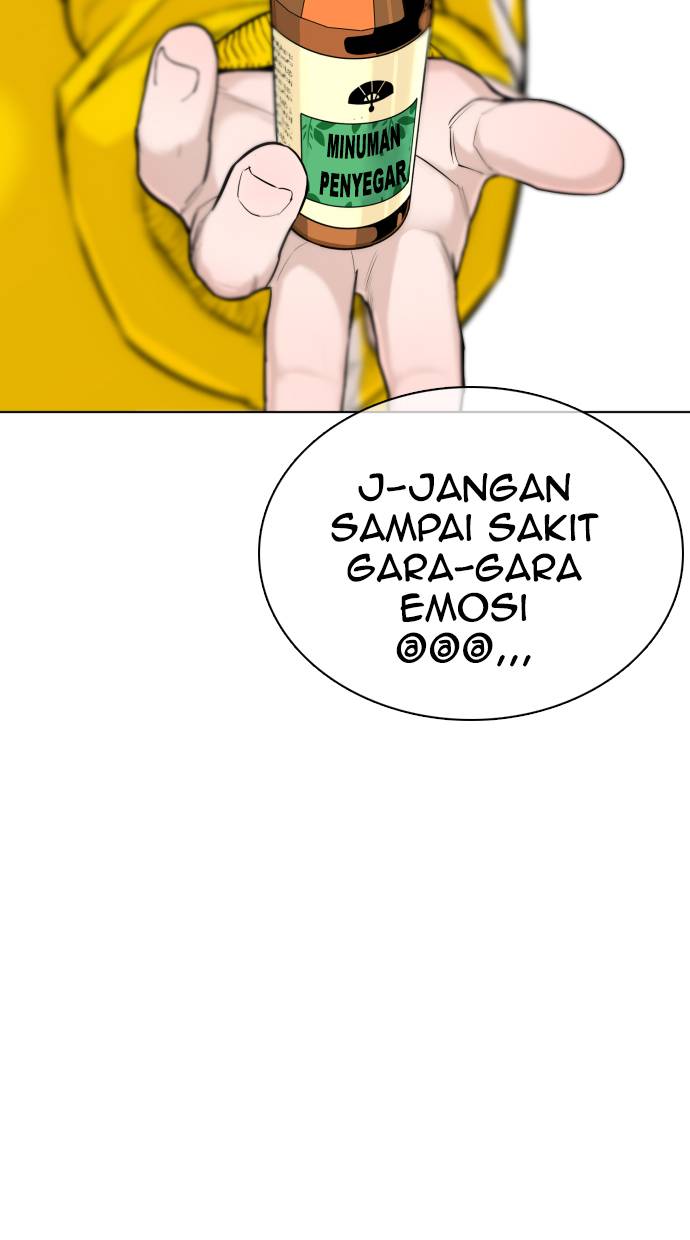 MINUMAN
PENYEGAR
J-JANGAN
SAMPAI SAKIT
GARA-GARA
EMOSI
@@@,,,